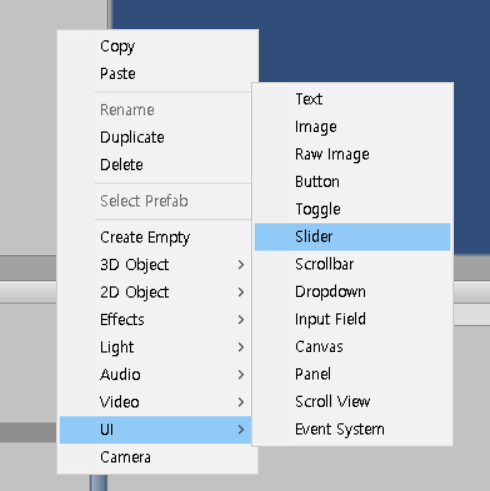 Copy
Paste
Rename
Duplicate
Delete
Select Prefab
Create Empty
3D Object
2D Object
Effects
Light
Audio
Video
UI
Camera
Text
Image
Raw Image
Button
Toggle
Slider
Scrollbar
Dropdown
Input Field
Canvas
Panel
Scroll View
Event System